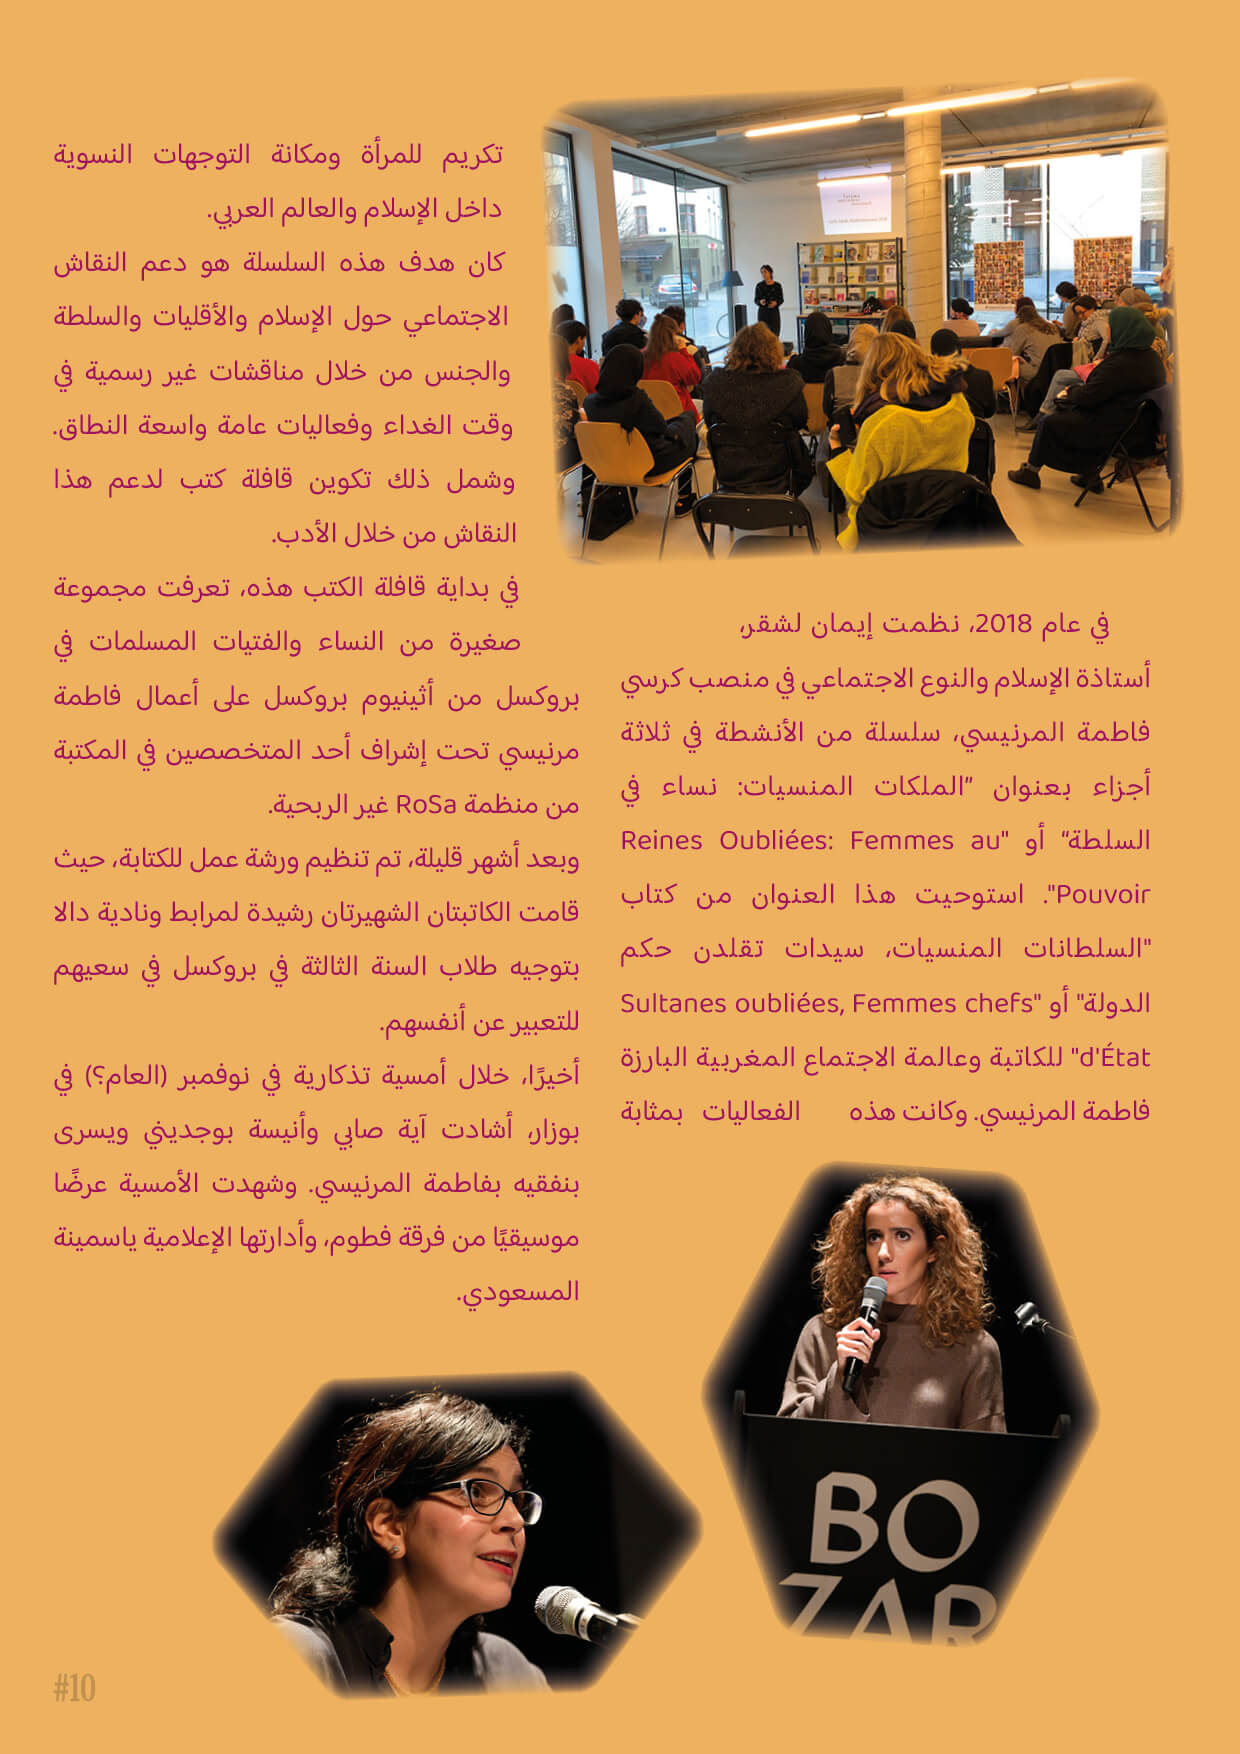 في عام 2018، نظمت إيمان لشقر،
أستاذة الإسلام والنوع الاجتماعي في منصب كرسي
فاطمة المرنيسي، سلسلة من الأنشطة في ثلاثة
أجزاء بعنوان ”الملكات المنسيات: نساء في
السلطة“ أو "Reines Oubliées: Femmes au
Pouvoir". استوحيت هذا العنوان من كتاب
"السلطانات المنسيات، سيدات تقلدن حكم
الدولة" أو "Sultanes oubliées, Femmes chefs
d'État" للكاتبة وعالمة الاجتماع المغربية البارزة
فاطمة المرنيسي. وكانت هذه الفعاليات بمثابة
تكريم للمرأة ومكانة التوجهات النسوية
داخل الإسلام والعالم العربي.
كان هدف هذه السلسلة هو دعم النقاش
الاجتماعي حول الإسلام والأقليات والسلطة
والجنس من خلال مناقشات غير رسمية في
وقت الغداء وفعاليات عامة واسعة النطاق.
وشمل ذلك تكوين قافلة كتب لدعم هذا
النقاش من خلال الأدب.
في بداية قافلة الكتب هذه، تعرفت مجموعة
صغيرة من النساء والفتيات المسلمات في
بروكسل من أثينيوم بروكسل على أعمال فاطمة
مرنيسي تحت إشراف أحد المتخصصين في المكتبة
من منظمة RoSa غير الربحية.
وبعد أشهر قليلة، تم تنظيم ورشة عمل للكتابة، حيث
قامت الكاتبتان الشهيرتان رشيدة لمرابط ونادية دالا
بتوجيه طلاب السنة الثالثة في بروكسل في سعيهم
للتعبير عن أنفسهم.
أخيرًا، خلال أمسية تذكارية في نوفمبر (العام؟) في
بوزار، أشادت آية صابي وأنيسة بوجديني ويسرى
بنفقيه بفاطمة المرنيسي. وشهدت الأمسية عرضًا
موسيقيًا من فرقة فطوم، وأدارتها الإعلامية ياسمينة
المسعودي.
BO
ZAR
#10